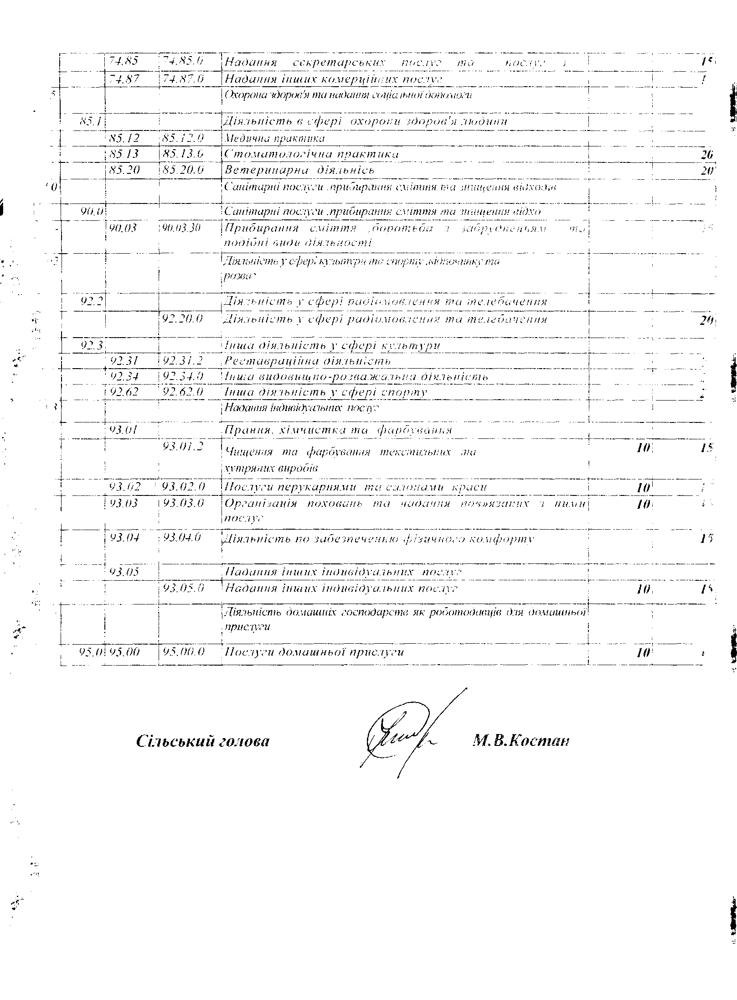 74.85 74.85.0 Надання секретарських послуг та послуг з 15
74.87 74.87.0 Надання інших комерційних послуг
5 Охорона здоров'я та надання соціальної допомоги
85.1 Діяльність в сфері охорони здоров'я людини
85.12 85.12.0 Медична практика
85.13 85.13.0 Стоматологічна практика 20
85.20 85.20.0 Ветеринарна діяльнісь 20
0 Санітарні послуги ,прибирання сміття та знищення відходів
90.0 Санітарні послуги ,прибирання сміття та знищення відхо
90.03 90.03.30 Прибирання сміття ,боротьба з забрудненням та
подібні види діяльності
Діяльність у сфері культури та спорту ,відпочинку та
розваг
92.2 Діяльність у сфері радіомовлення та телебачення
92.20.0 Діяльність у сфері радіомовлення та телебачення 20
92.3 Інша діяльність у сфері культури
92.31 92.31.2 Реставраційна діяльність
92.34 92.34.0 Інша видовищно-розважальна діяльність
92.62 92.62.0 Інша діяльність у сфері спорту
3 Надання індивідуальних послуг
93.01 Прання, хімчистка та фарбування
93.01.2 Чищення та фарбування текстильних та 10 15
хутряних виробів
93.02 93.02.0 Послуги перукарнями та салонами краси 10
93.03 93.03.0 Організація поховань та надання пов»язаних з ними 10
послуг
93.04 93.04.0 Діяльність по забезпеченню фізичного комфорту 15
93.05 Надання інших індивідуальних послуг
93.05.0 Надання інших індивідуальних послуг 10 15
Діяльність домашніх господарств як роботодавців для домашньої
прислуги
95.0 95.00 95.00.0 Послуги домашньої прислуги 10
Сільський голова М.В.Костан